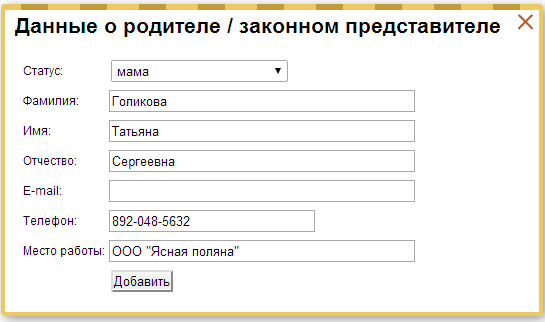 Данные о родителе / законном представителе
Статус: мама
Фамилия: Голикова
Имя: Татьяна
Отчество: Сергеевна
E-mail:
Телефон: 892-048-5632
Место работы: ООО "Ясная поляна"
Добавить